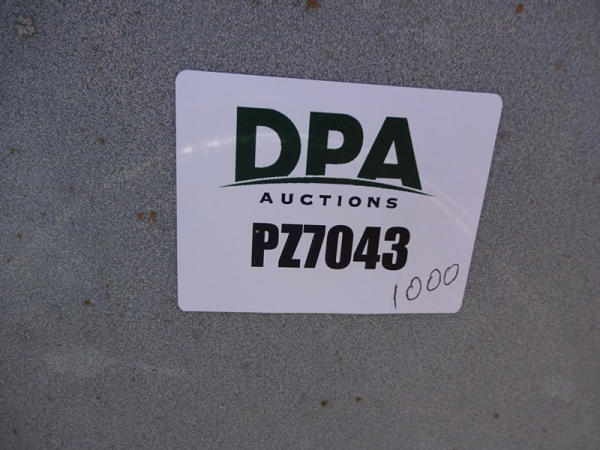 DPA
AUCTIONS
PZ7043
1000